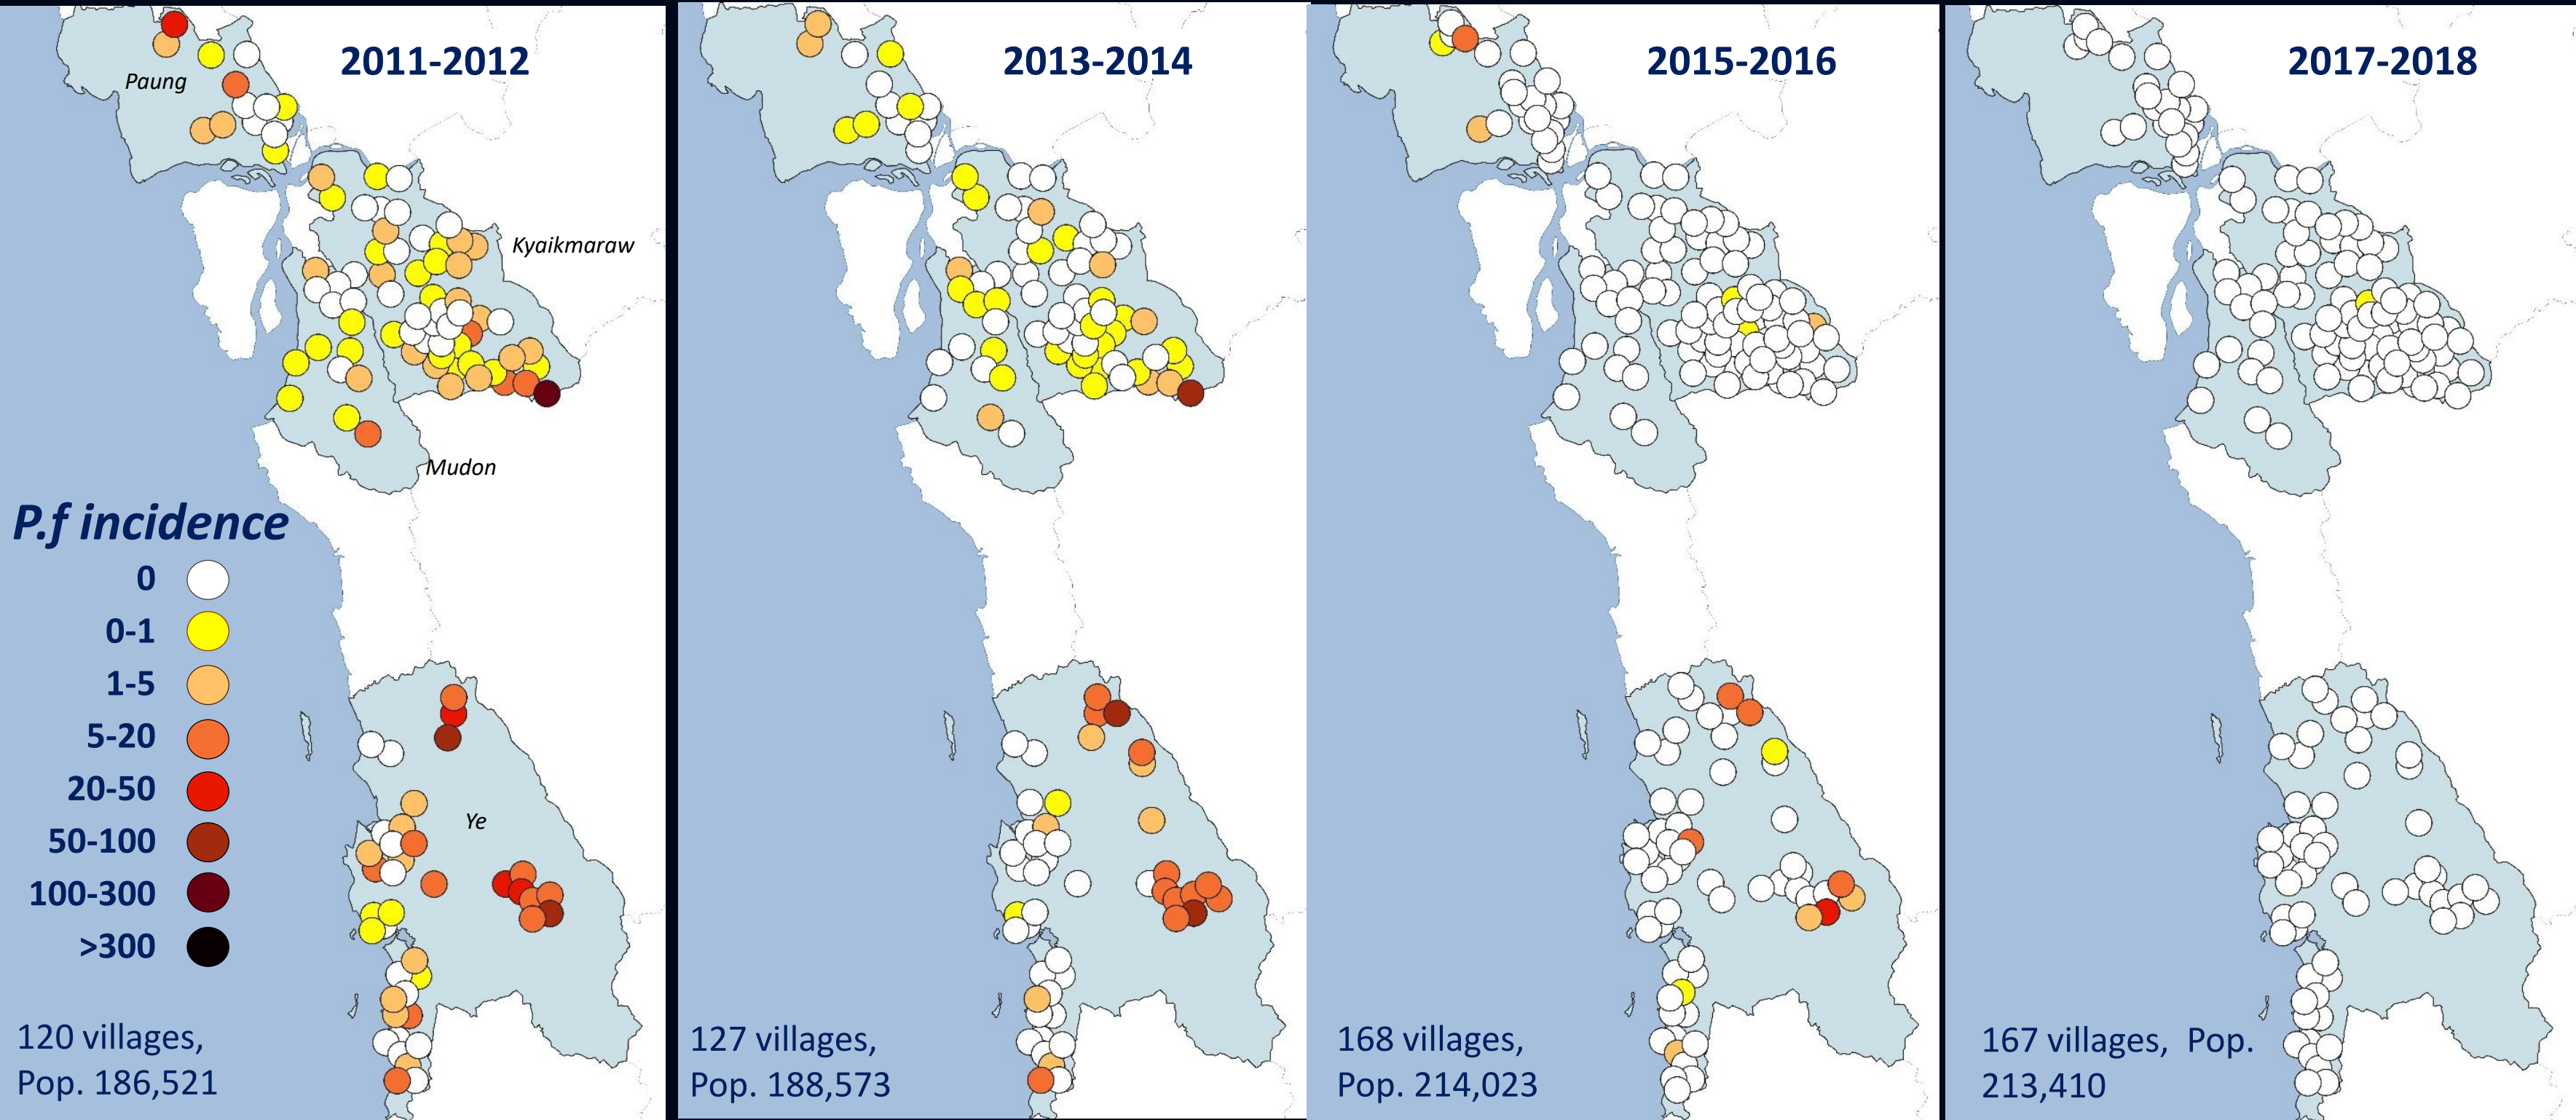 2011-2012
Paung
Kyaikmaraw
Mudon
P.f incidence
0
0-1
1-5
5-20
20-50
50-100
100-300
>300
Ye
120 villages,
Pop. 186,521
2013-2014
127 villages,
Pop. 188,573
2015-2016
168 villages,
Pop. 214,023
2017-2018
167 villages, Pop.
213,410